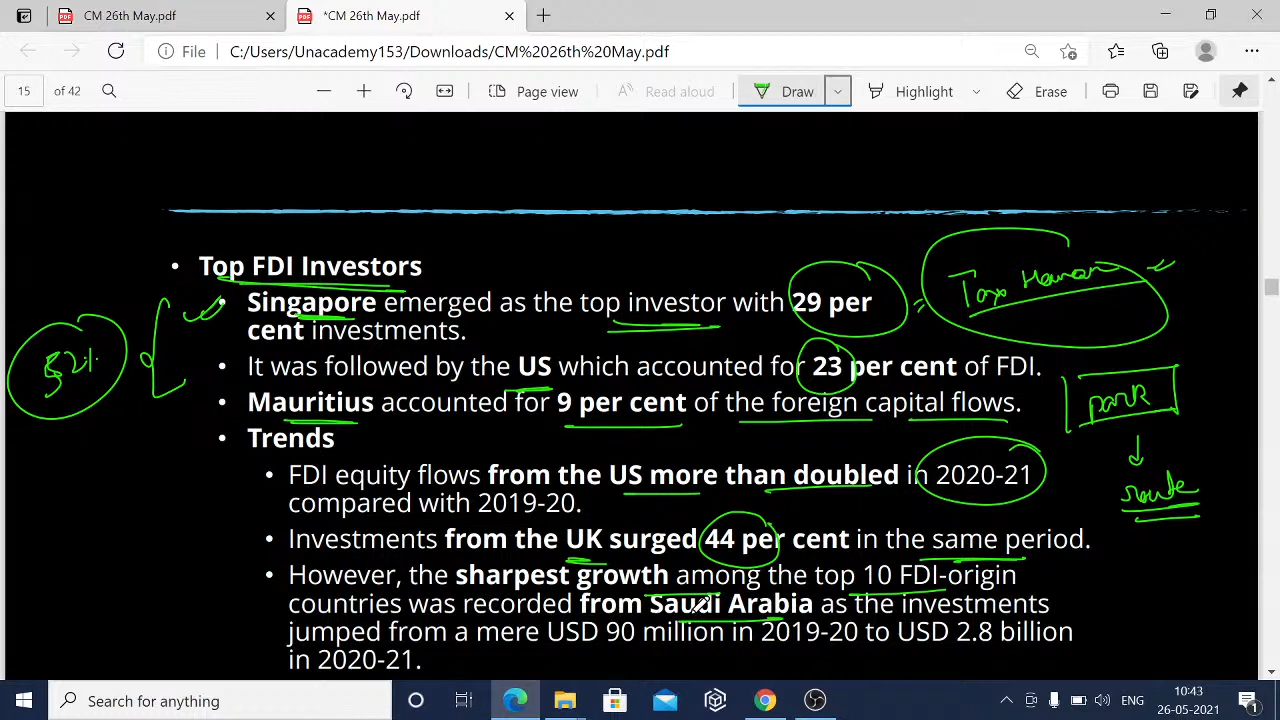 CM 26th May.pdf
*CM 26th May.pdf
File C:/Users/Unacademy153/Downloads/CM%2026th%20May.pdf
15 of 42 Page view Read aloud Draw Highlight Erase
• Top FDI Investors
Tax Haven
• Singapore emerged as the top investor with 29 per
cent investments.
52%
• It was followed by the US which accounted for 23 per cent of FDI.
• Mauritius accounted for 9 per cent of the foreign capital flows.
park
• Trends
• FDI equity flows from the US more than doubled in 2020-21
route
compared with 2019-20.
• Investments from the UK surged 44 per cent in the same period.
• However, the sharpest growth among the top 10 FDI-origin
countries was recorded from Saudi Arabia as the investments
jumped from a mere USD 90 million in 2019-20 to USD 2.8 billion
in 2020-21.
Search for anything
ENG
10:43
26-05-2021